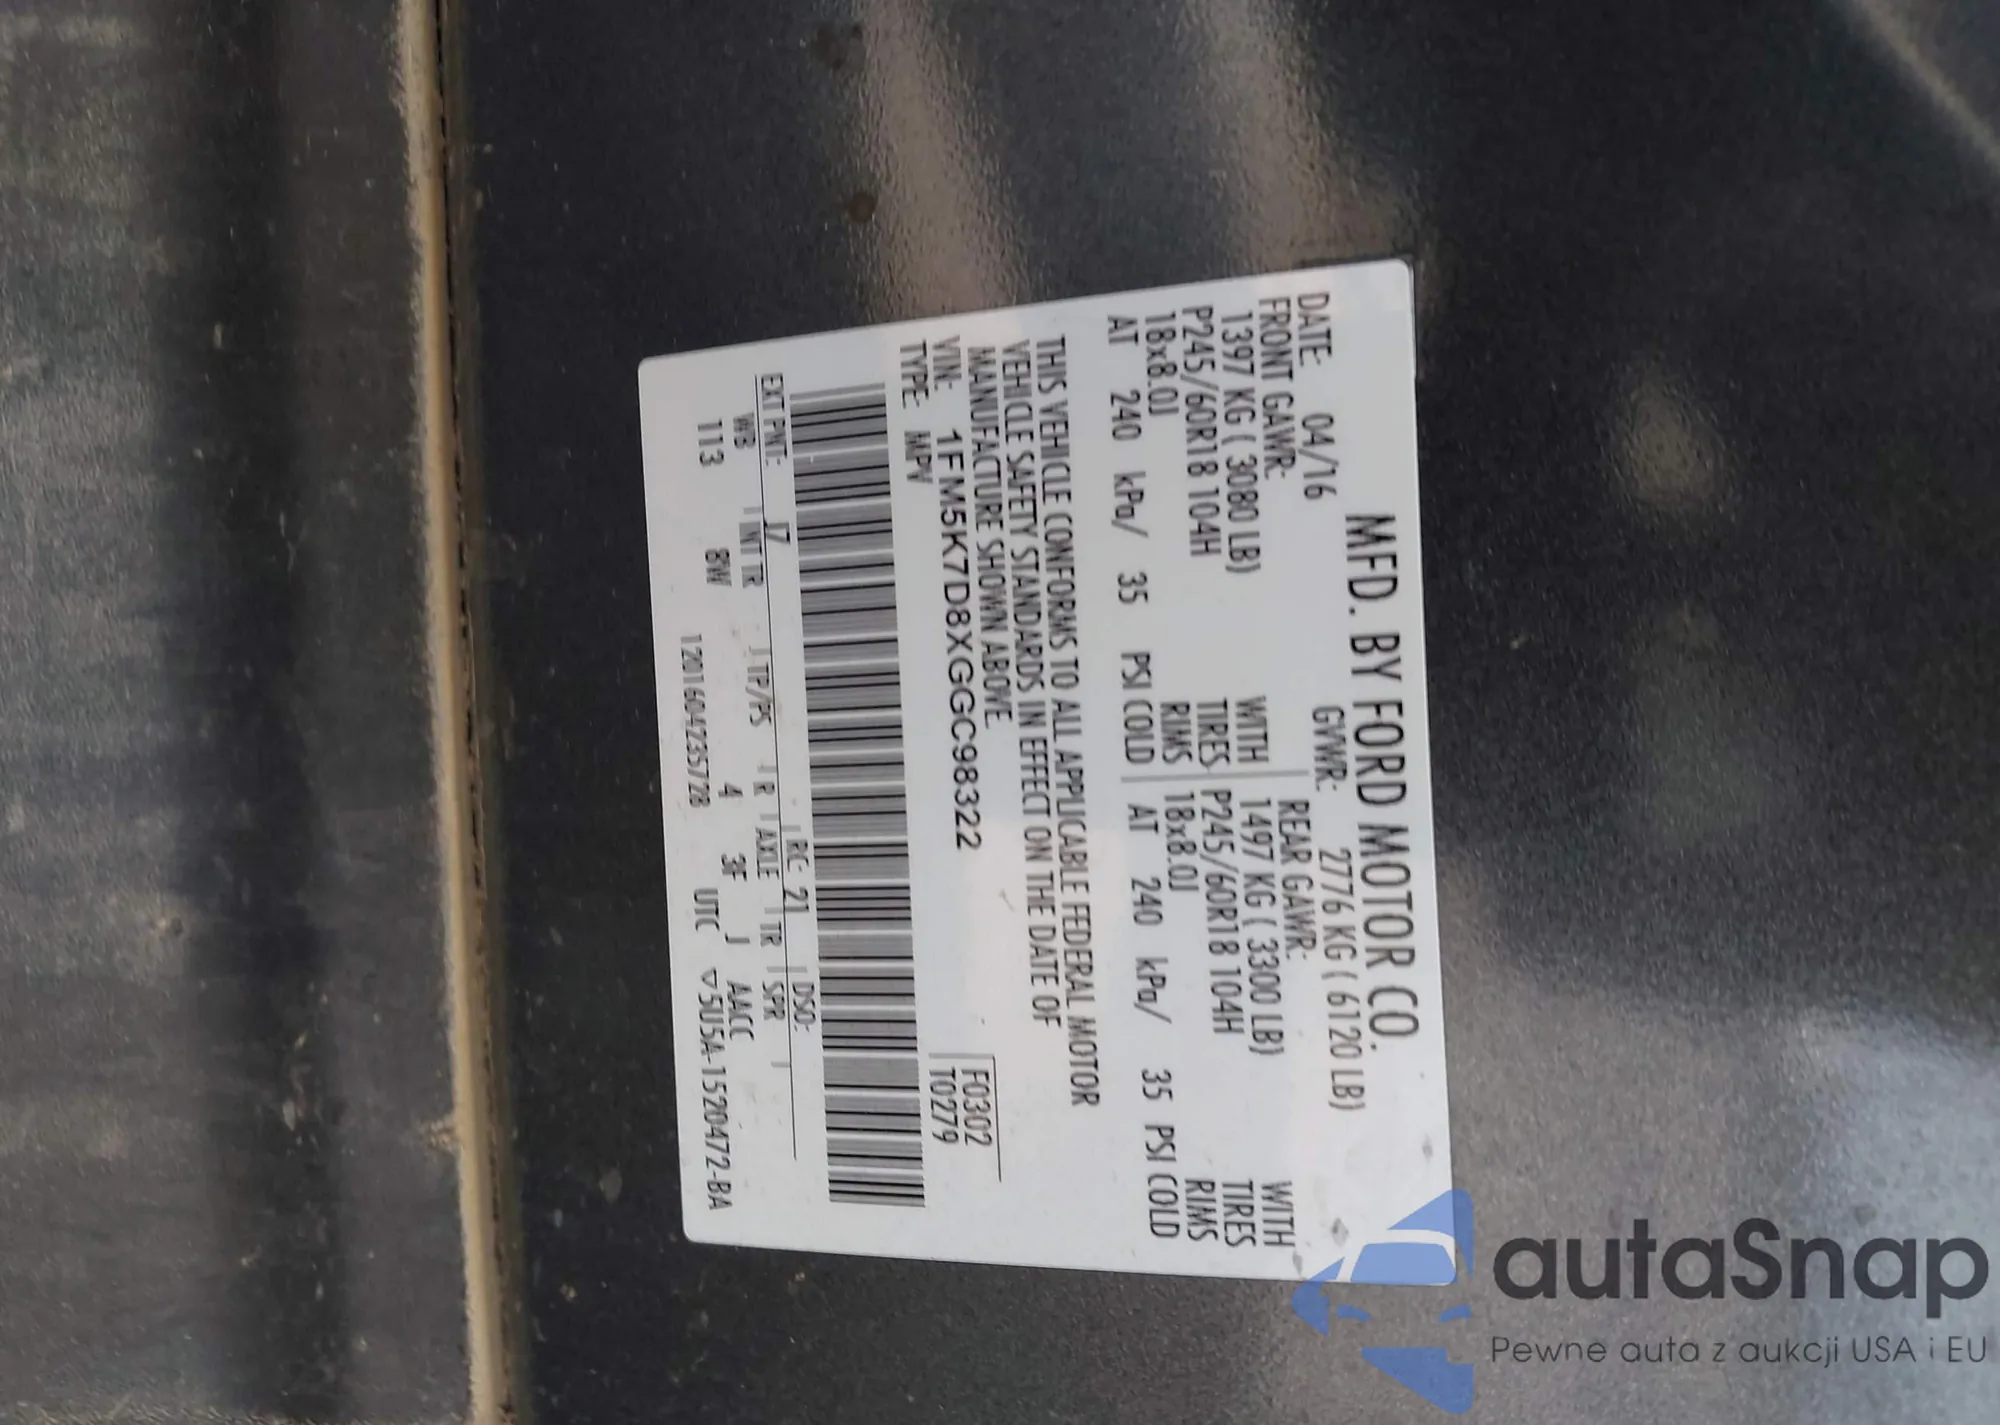 MFD. BY FORD MOTOR CO.
DATE: 04/16 GVWR: 2776 KG ( 6120 LB)
FRONT GAWR: REAR GAWR:
1397 KG ( 3080 LB) WITH 1497 KG ( 3300 LB) WITH
P245/60R18 104H TIRES P245/60R18 104H TIRES
18x8.0J RIMS 18x8.0J RIMS
AT 240 kPa/ 35 PSI COLD AT 240 kPa/ 35 PSI COLD
THIS VEHICLE CONFORMS TO ALL APPLICABLE FEDERAL MOTOR
VEHICLE SAFETY STANDARDS IN EFFECT ON THE DATE OF
MANUFACTURE SHOWN ABOVE.
VIN: 1FM5K7D8XGGC98322 F0302
TYPE: MPV T0279
EXT PNT: J7 RC: 21 DSO:
WB INT TR TP/PS R AXLE TR SPR
113 8W 4 3F J AACC
1201604235728 UTC ▽5U5A-1520472-BA
autaSnap
Pewne auta z aukcji USA i EU